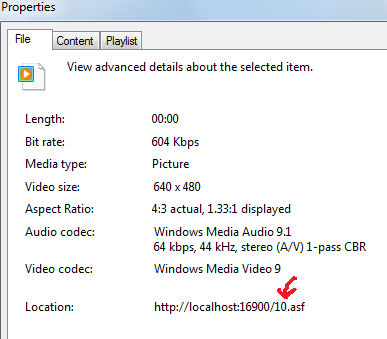 Properties
File Content Playlist
View advanced details about the selected item.
Length: 00:00
Bit rate: 604 Kbps
Media type: Picture
Video size: 640 x 480
Aspect Ratio: 4:3 actual, 1.33:1 displayed
Audio codec: Windows Media Audio 9.1
64 kbps, 44 kHz, stereo (A/V) 1-pass CBR
Video codec: Windows Media Video 9
Location: http://localhost:16900/10.asf